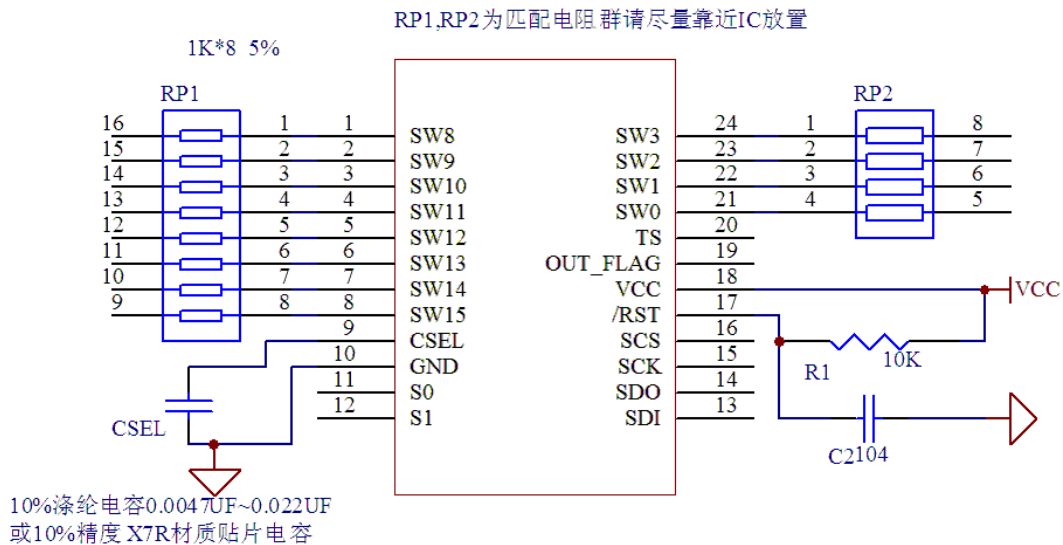 RP1,RP2为匹配电阻群请尽量靠近IC放置
1K*8 5%
RP1
RP2
16 1 1 SW8 SW3 24 1 8
15 2 2 SW9 SW2 23 2 7
14 3 3 SW10 SW1 22 3 6
13 4 4 SW11 SW0 21 4 5
12 5 5 SW12 TS 20
11 6 6 SW13 OUT_FLAG 19
10 7 7 SW14 VCC 18 VCC
9 8 8 SW15 /RST 17
9 CSEL SCS 16
10 GND SCK 15 R1 10K
11 S0 SDO 14
12 S1 SDI 13
CSEL
C2 104
10%涤纶电容0.0047UF~0.022UF
或10%精度 X7R材质贴片电容